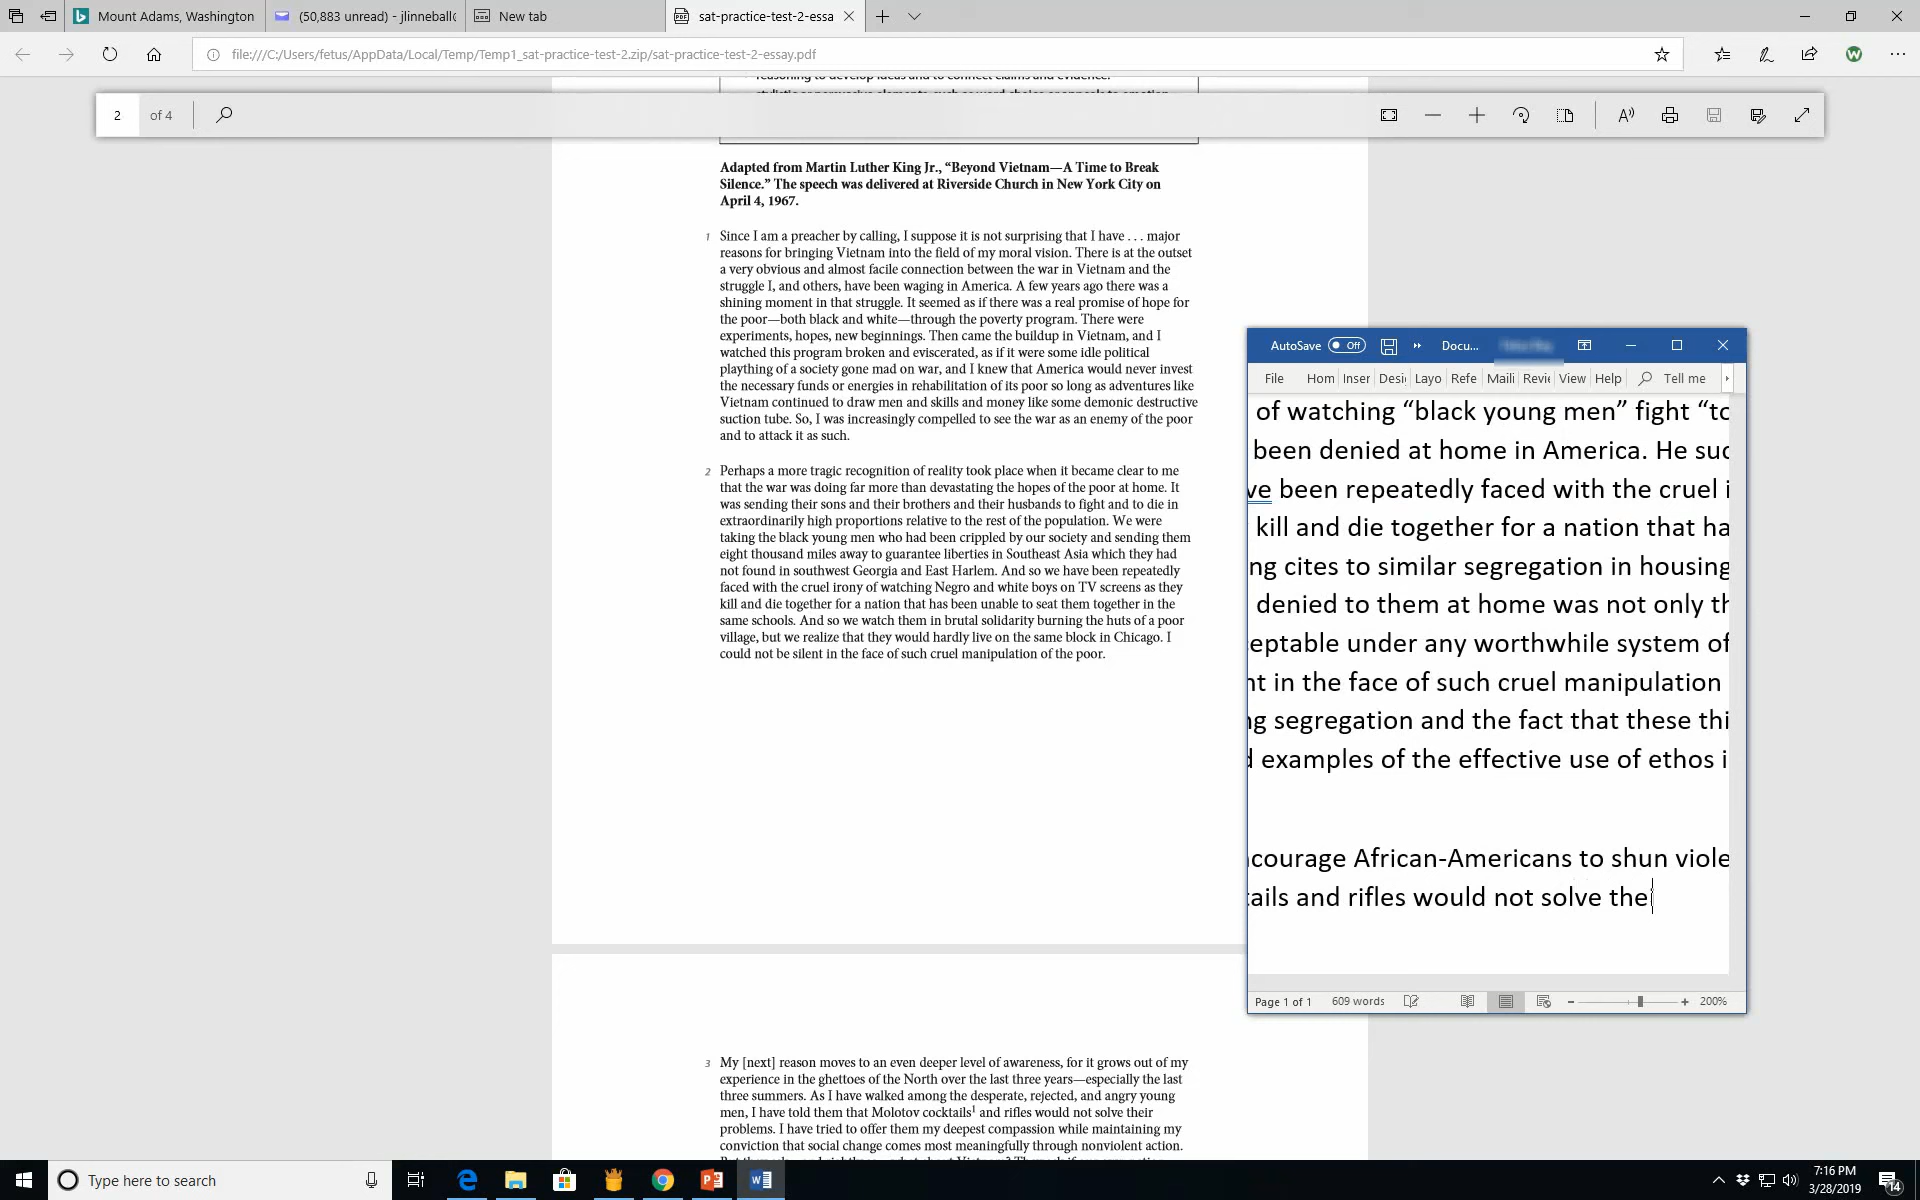 Mount Adams, Washington
(50,883 unread) - jlinneball
New tab
sat-practice-test-2-essa
file:///C:/Users/fetus/AppData/Local/Temp/Temp1_sat-practice-test-2.zip/sat-practice-test-2-essay.pdf
reasoning to develop ideas and to connect claims and evidence.
2 of 4
Adapted from Martin Luther King Jr., “Beyond Vietnam—A Time to Break
Silence.” The speech was delivered at Riverside Church in New York City on
April 4, 1967.
1 Since I am a preacher by calling, I suppose it is not surprising that I have . . . major
reasons for bringing Vietnam into the field of my moral vision. There is at the outset
a very obvious and almost facile connection between the war in Vietnam and the
struggle I, and others, have been waging in America. A few years ago there was a
shining moment in that struggle. It seemed as if there was a real promise of hope for
the poor—both black and white—through the poverty program. There were
experiments, hopes, new beginnings. Then came the buildup in Vietnam, and I
watched this program broken and eviscerated, as if it were some idle political
plaything of a society gone mad on war, and I knew that America would never invest
the necessary funds or energies in rehabilitation of its poor so long as adventures like
Vietnam continued to draw men and skills and money like some demonic destructive
suction tube. So, I was increasingly compelled to see the war as an enemy of the poor
and to attack it as such.
2 Perhaps a more tragic recognition of reality took place when it became clear to me
that the war was doing far more than devastating the hopes of the poor at home. It
was sending their sons and their brothers and their husbands to fight and to die in
extraordinarily high proportions relative to the rest of the population. We were
taking the black young men who had been crippled by our society and sending them
eight thousand miles away to guarantee liberties in Southeast Asia which they had
not found in southwest Georgia and East Harlem. And so we have been repeatedly
faced with the cruel irony of watching Negro and white boys on TV screens as they
kill and die together for a nation that has been unable to seat them together in the
same schools. And so we watch them in brutal solidarity burning the huts of a poor
village, but we realize that they would hardly live on the same block in Chicago. I
could not be silent in the face of such cruel manipulation of the poor.
3 My [next] reason moves to an even deeper level of awareness, for it grows out of my
experience in the ghettoes of the North over the last three years—especially the last
three summers. As I have walked among the desperate, rejected, and angry young
men, I have told them that Molotov cocktails1 and rifles would not solve their
problems. I have tried to offer them my deepest compassion while maintaining my
conviction that social change comes most meaningfully through nonviolent action.
AutoSave Off Docu...
File Hom Inser Desi Layo Refe Maili Revie View Help Tell me
of watching “black young men” fight “to
been denied at home in America. He suc
ve been repeatedly faced with the cruel i
kill and die together for a nation that ha
ng cites to similar segregation in housing
denied to them at home was not only th
eptable under any worthwhile system of
nt in the face of such cruel manipulation
ng segregation and the fact that these thi
d examples of the effective use of ethos i
ncourage African-Americans to shun viole
tails and rifles would not solve thei
Page 1 of 1 609 words 200%
Type here to search
7:16 PM
3/28/2019
14